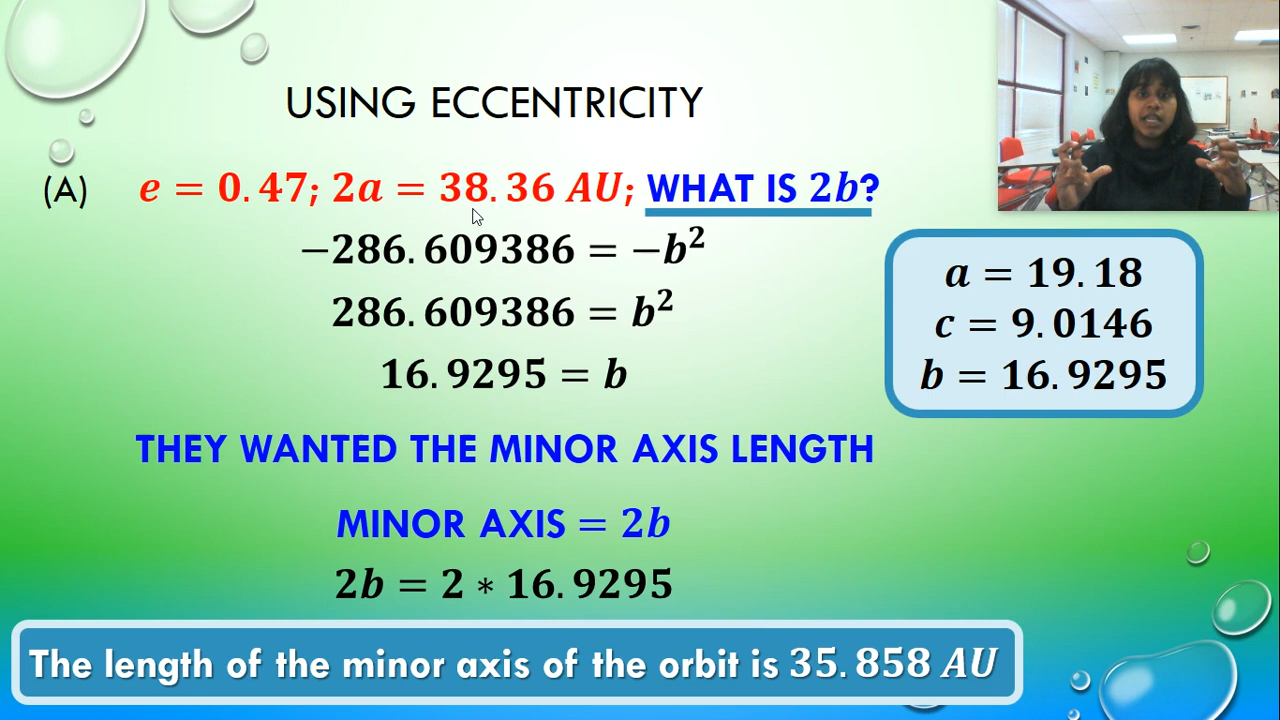 USING ECCENTRICITY
(A) e = 0.47; 2a = 38.36 AU; WHAT IS 2b?
−286.609386 = −b²
286.609386 = b²
16.9295 = b
a = 19.18
c = 9.0146
b = 16.9295
THEY WANTED THE MINOR AXIS LENGTH
MINOR AXIS = 2b
2b = 2 * 16.9295
The length of the minor axis of the orbit is 35.858 AU